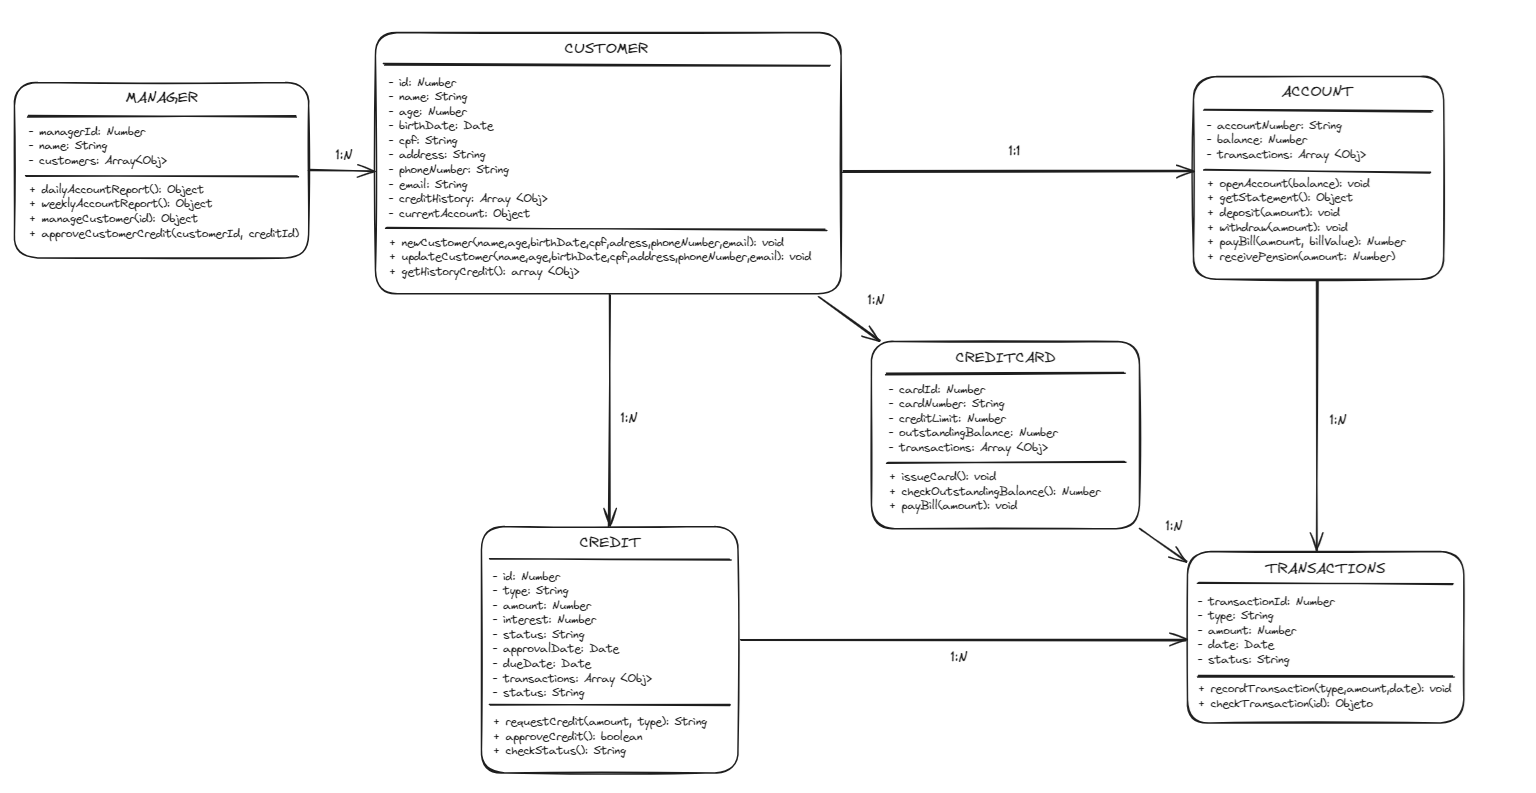 MANAGER
- managerId: Number
- name: String
- customers: Array<Obj>
+ dailyAccountReport(): Object
+ weeklyAccountReport(): Object
+ manageCustomer(id): Object
+ approveCustomerCredit(customerId, creditId)
1:N
CUSTOMER
- id: Number
- name: String
- age: Number
- birthDate: Date
- cpf: String
- address: String
- phoneNumber: String
- email: String
- creditHistory: Array <Obj>
- currentAccount: Object
+ newCustomer(name,age,birthDate,cpf,adress,phoneNumber,email): void
+ updateCustomer(name,age,birthDate,cpf,address,phoneNumber,email): void
+ getHistoryCredit(): array <Obj>
1:1
ACCOUNT
- accountNumber: String
- balance: Number
- transactions: Array <Obj>
+ openAccount(balance): void
+ getStatement(): Object
+ deposit(amount): void
+ withdraw(amount): void
+ payBill(amount, billValue): Number
+ receivePension(amount: Number)
1:N
CREDITCARD
- cardId: Number
- cardNumber: String
- creditLimit: Number
- outstandingBalance: Number
- transactions: Array <Obj>
+ issueCard(): void
+ checkOutstandingBalance(): Number
+ payBill(amount): void
1:N
1:N
1:N
CREDIT
- id: Number
- type: String
- amount: Number
- interest: Number
- status: String
- approvalDate: Date
- dueDate: Date
- transactions: Array <Obj>
- status: String
+ requestCredit(amount, type): String
+ approveCredit(): boolean
+ checkStatus(): String
1:N
TRANSACTIONS
- transactionId: Number
- type: String
- amount: Number
- date: Date
- status: String
+ recordTransaction(type,amount,date): void
+ checkTransaction(id): Objeto